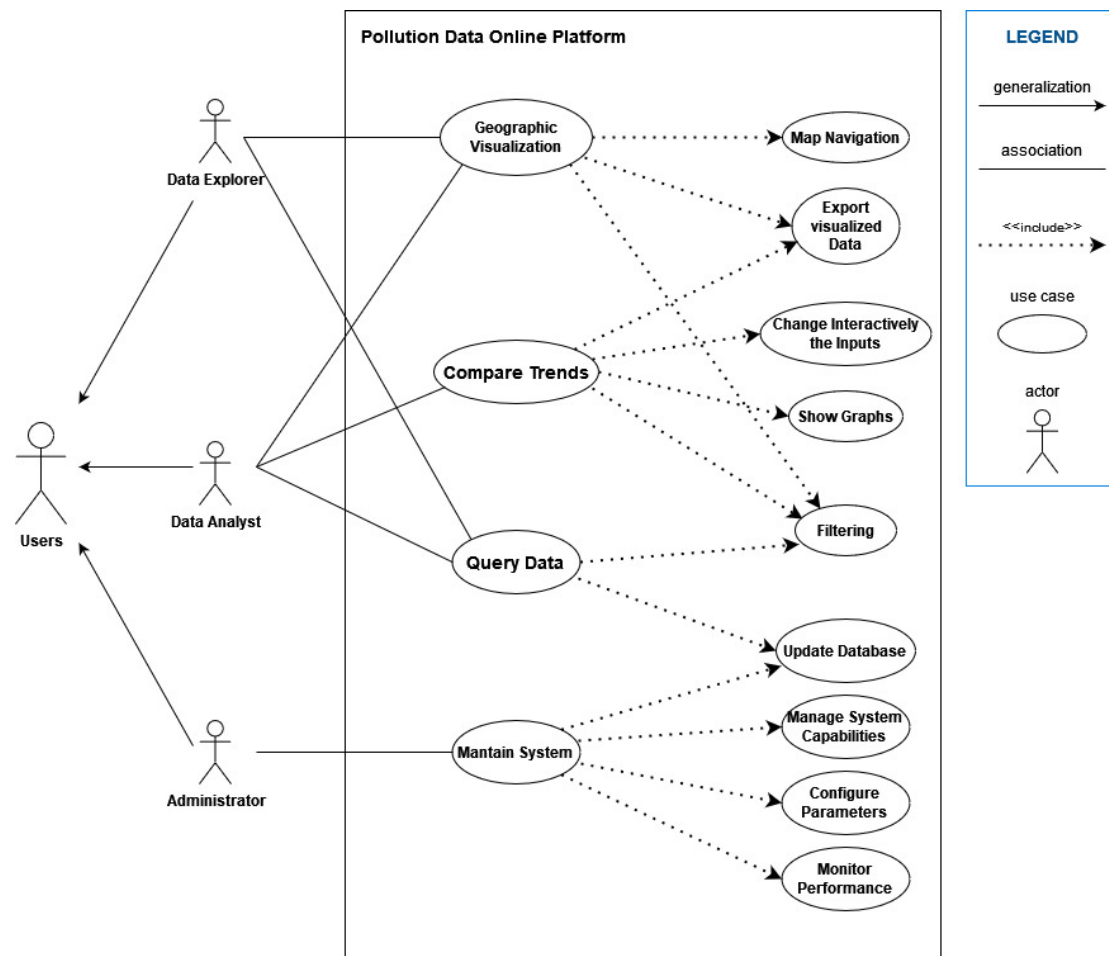 Pollution Data Online Platform
LEGEND
generalization
association
<<include>>
use case
actor
Data Explorer
Data Analyst
Users
Administrator
Geographic
Visualization
Compare Trends
Query Data
Mantain System
Map Navigation
Export
visualized
Data
Change Interactively
the Inputs
Show Graphs
Filtering
Update Database
Manage System
Capabilities
Configure
Parameters
Monitor
Performance